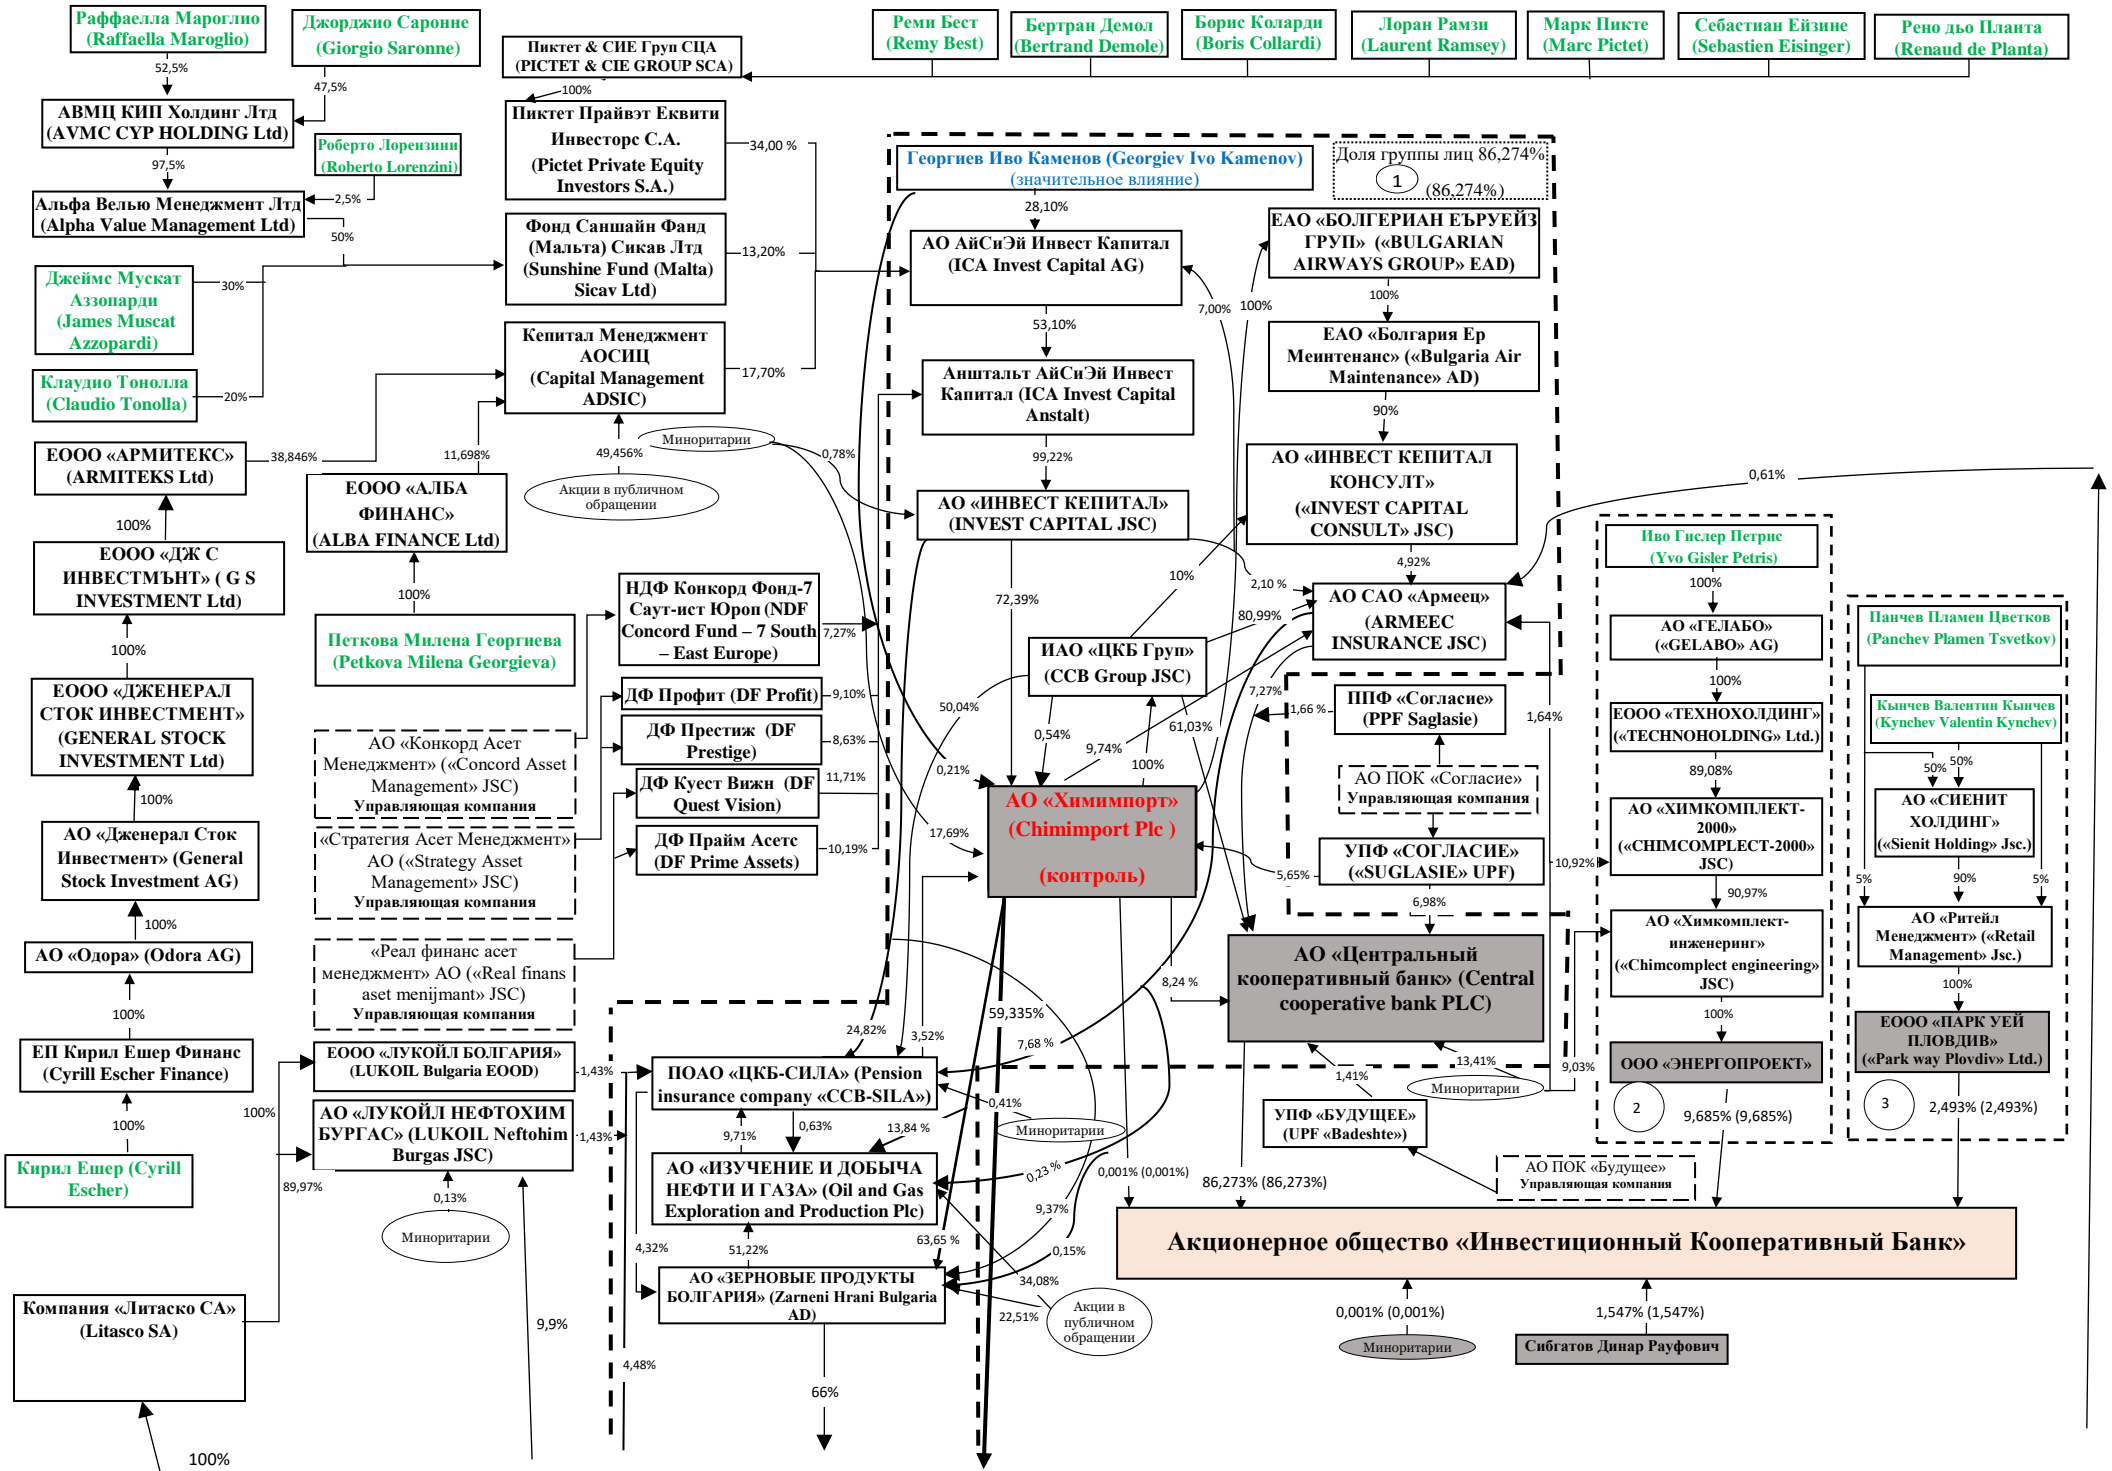 Раффаелла Мароглио
(Raffaella Maroglio)
Джорджио Саронне
(Giorgio Saronne)
Пиктет & СИЕ Груп СЦА
(PICTET & CIE GROUP SCA)
Реми Бест
(Remy Best)
Бертран Демол
(Bertrand Demole)
Борис Коларди
(Boris Collardi)
Лоран Рамзи
(Laurent Ramsey)
Марк Пикте
(Marc Pictet)
Себастиан Ейзине
(Sebastien Eisinger)
Рено дьо Планта
(Renaud de Planta)
52,5%
47,5%
100%
АВМЦ КИП Холдинг Лтд
(AVMC CYP HOLDING Ltd)
Роберто Лорензини
(Roberto Lorenzini)
97,5%
2,5%
Альфа Велью Менеджмент Лтд
(Alpha Value Management Ltd)
50%
Пиктет Прайвэт Еквити
Инвесторс С.А.
(Pictet Private Equity
Investors S.A.)
34,00 %
Фонд Саншайн Фанд
(Мальта) Сикав Лтд
(Sunshine Fund (Malta)
Sicav Ltd)
13,20%
Джеймс Мускат
Аззопарди
(James Muscat
Azzopardi)
30%
Клаудио Тонолла
(Claudio Tonolla)
20%
Кепитал Менеджмент
АОСИЦ
(Capital Management
ADSIC)
17,70%
Георгиев Иво Каменов (Georgiev Ivo Kamenov)
(значительное влияние)
Доля группы лиц 86,274%
1
(86,274%)
28,10%
АО АйСиЭй Инвест Капитал
(ICA Invest Capital AG)
7,00%
100%
ЕАО «БОЛГЕРИАН ЕЪРУЕЙЗ
ГРУП» («BULGARIAN
AIRWAYS GROUP» EAD)
100%
53,10%
ЕАО «Болгария Ер
Меинтенанс» («Bulgaria Air
Maintenance» AD)
90%
Анштальт АйСиЭй Инвест
Капитал (ICA Invest Capital
Anstalt)
99,22%
ЕООО «АРМИТЕКС»
(ARMITEKS Ltd)
38,846%
11,698%
49,456%
Миноритарии
0,78%
Акции в публичном
обращении
ЕООО «АЛБА
ФИНАНС»
(ALBA FINANCE Ltd)
100%
АО «ИНВЕСТ КЕПИТАЛ»
(INVEST CAPITAL JSC)
АО «ИНВЕСТ КЕПИТАЛ
КОНСУЛТ»
(«INVEST CAPITAL
CONSULT» JSC)
0,61%
100%
ЕООО «ДЖ С
ИНВЕСТМЪНТ» ( G S
INVESTMENT Ltd)
100%
72,39%
10%
2,10 %
4,92%
80,99%
АО САО «Армеец»
(ARMEEC
INSURANCE JSC)
Петкова Милена Георгиева
(Petkova Milena Georgieva)
НДФ Конкорд Фонд-7
Саут-ист Юроп (NDF
Concord Fund – 7 South
– East Europe)
7,27%
ИАО «ЦКБ Груп»
(CCB Group JSC)
Иво Гислер Петрис
(Yvo Gisler Petris)
100%
АО «ГЕЛАБО»
(«GELABO» AG)
100%
Панчев Пламен Цветков
(Panchev Plamen Tsvetkov)
ЕООО «ДЖЕНЕРАЛ
СТОК ИНВЕСТМЕНТ»
(GENERAL STOCK
INVESTMENT Ltd)
100%
ДФ Профит (DF Profit)
9,10%
ДФ Престиж (DF
Prestige)
8,63%
ДФ Куест Вижн (DF
Quest Vision)
11,71%
ДФ Прайм Асетс
(DF Prime Assets)
10,19%
АО «Конкорд Асет
Менеджмент» («Concord Asset
Management» JSC)
Управляющая компания
50,04%
0,54%
9,74%
100%
61,03%
7,27%
1,66 %
ППФ «Согласие»
(PPF Saglasie)
1,64%
ЕООО «ТЕХНОХОЛДИНГ»
(«TECHNOHOLDING» Ltd.)
89,08%
Кынчев Валентин Кынчев
(Kynchev Valentin Kynchev)
50%
50%
0,21%
АО «Химимпорт»
(Chimimport Plc )
(контроль)
17,69%
АО ПОК «Согласие»
Управляющая компания
АО «Дженерал Сток
Инвестмент» (General
Stock Investment AG)
100%
«Стратегия Асет Менеджмент»
АО («Strategy Asset
Management» JSC)
Управляющая компания
УПФ «СОГЛАСИЕ»
(«SUGLASIE» UPF)
5,65%
6,98%
10,92%
АО «ХИМКОМПЛЕКТ-
2000»
(«CHIMCOMPLECT-2000»
JSC)
90,97%
АО «СИЕНИТ
ХОЛДИНГ»
(«Sienit Holding» Jsc.)
5%
90%
5%
АО «Одора» (Odora AG)
100%
«Реал финанс асет
менеджмент» АО («Real finans
aset menijmant» JSC)
Управляющая компания
АО «Центральный
кооперативный банк» (Central
cooperative bank PLC)
8,24 %
АО «Химкомплект-
инженеринг»
(«Chimcomplect engineering»
JSC)
100%
АО «Ритейл
Менеджмент» («Retail
Management» Jsc.)
100%
ЕП Кирил Ешер Финанс
(Cyrill Escher Finance)
100%
100%
ЕООО «ЛУКОЙЛ БОЛГАРИЯ»
(LUKOIL Bulgaria EOOD)
1,43%
24,82%
3,52%
59,335%
7,68 %
ПОАО «ЦКБ-СИЛА» (Pension
insurance company «CCB-SILA»)
1,41%
13,41%
Миноритарии
9,03%
ООО «ЭНЕРГОПРОЕКТ»
2
9,685% (9,685%)
ЕООО «ПАРК УЕЙ
ПЛОВДИВ»
(«Park way Plovdiv» Ltd.)
3
2,493% (2,493%)
АО «ЛУКОЙЛ НЕФТОХИМ
БУРГАС» (LUKOIL Neftohim
Burgas JSC)
1,43%
9,71%
0,63%
13,84 %
0,41%
Миноритарии
УПФ «БУДУЩЕЕ»
(UPF «Badeshte»)
АО ПОК «Будущее»
Управляющая компания
Кирил Ешер (Cyrill
Escher)
89,97%
0,13%
Миноритарии
АО «ИЗУЧЕНИЕ И ДОБЫЧА
НЕФТИ И ГАЗА» (Oil and Gas
Exploration and Production Plc)
0,23 %
0,001% (0,001%)
86,273% (86,273%)
9,37%
4,32%
51,22%
63,65 %
0,15%
34,08%
22,51%
Акционерное общество «Инвестиционный Кооперативный Банк»
АО «ЗЕРНОВЫЕ ПРОДУКТЫ
БОЛГАРИЯ» (Zarneni Hrani Bulgaria
AD)
Акции в
публичном
обращении
Компания «Литаско СА»
(Litasco SA)
9,9%
4,48%
66%
0,001% (0,001%)
Миноритарии
1,547% (1,547%)
Сибгатов Динар Рауфович
100%